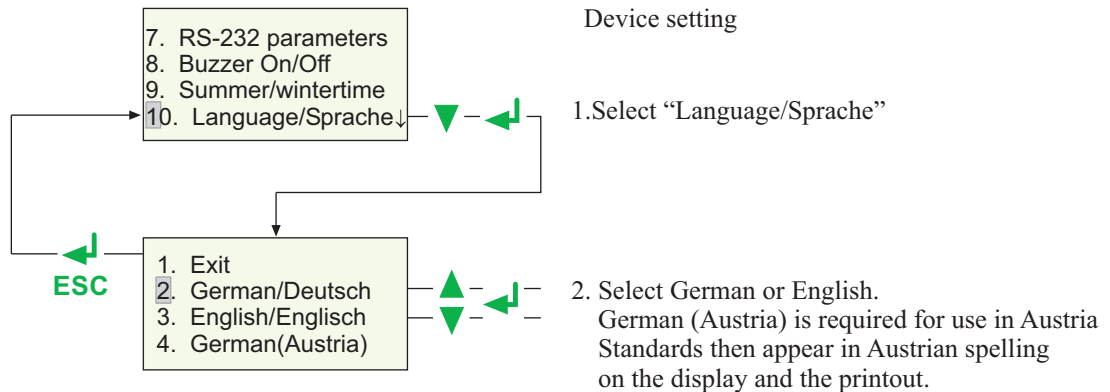 Device setting
7. RS-232 parameters
8. Buzzer On/Off
9. Summer/wintertime
10. Language/Sprache↓
1.Select “Language/Sprache”
ESC
1. Exit
2. German/Deutsch
3. English/Englisch
4. German(Austria)
2. Select German or English.
German (Austria) is required for use in Austria
Standards then appear in Austrian spelling
on the display and the printout.